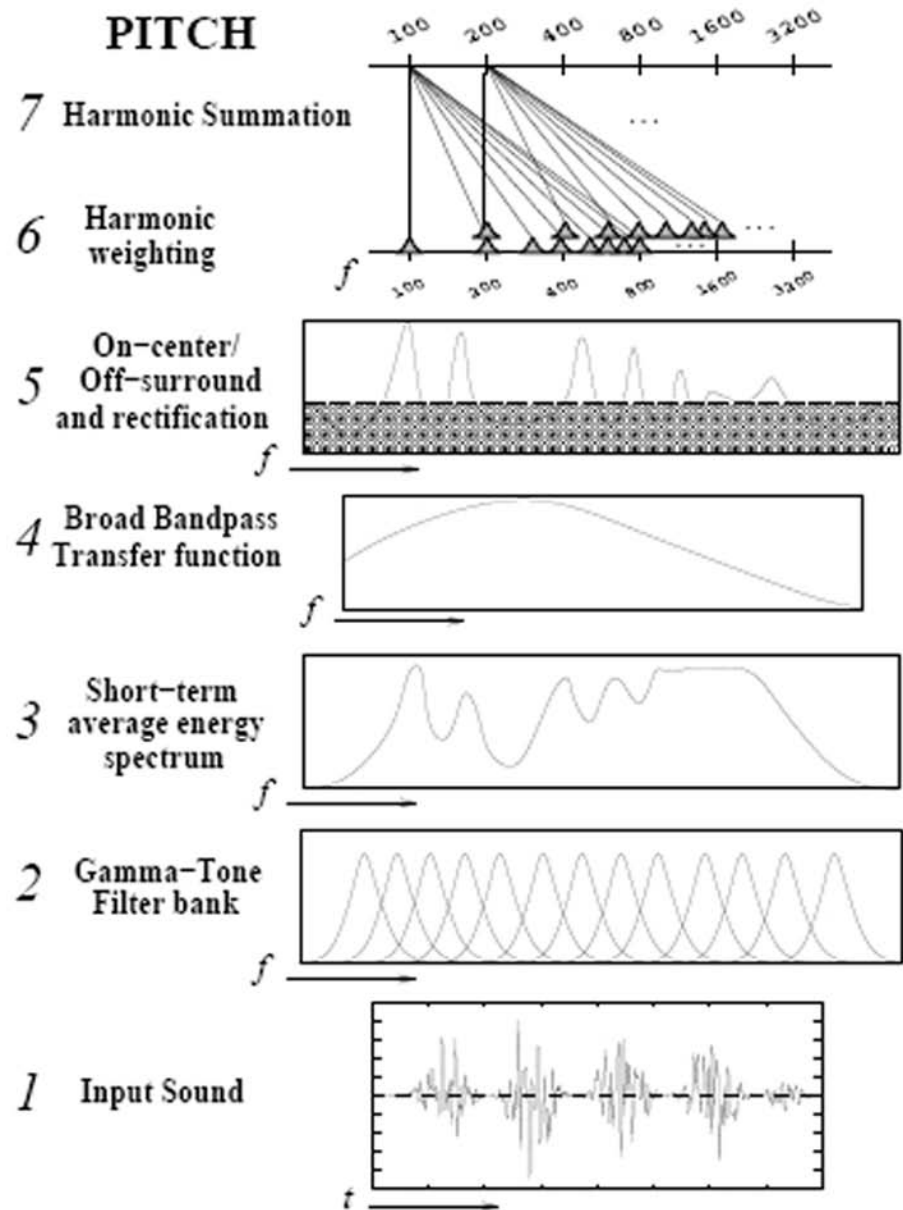 PITCH
100 200 400 800 1600 3200
7 Harmonic Summation
...
6 Harmonic
weighting
...
...
f
100 200 400 800 1600 3200
5 On-center/
Off-surround
and rectification
f
4 Broad Bandpass
Transfer function
f
3 Short-term
average energy
spectrum
f
2 Gamma-Tone
Filter bank
f
1 Input Sound
t